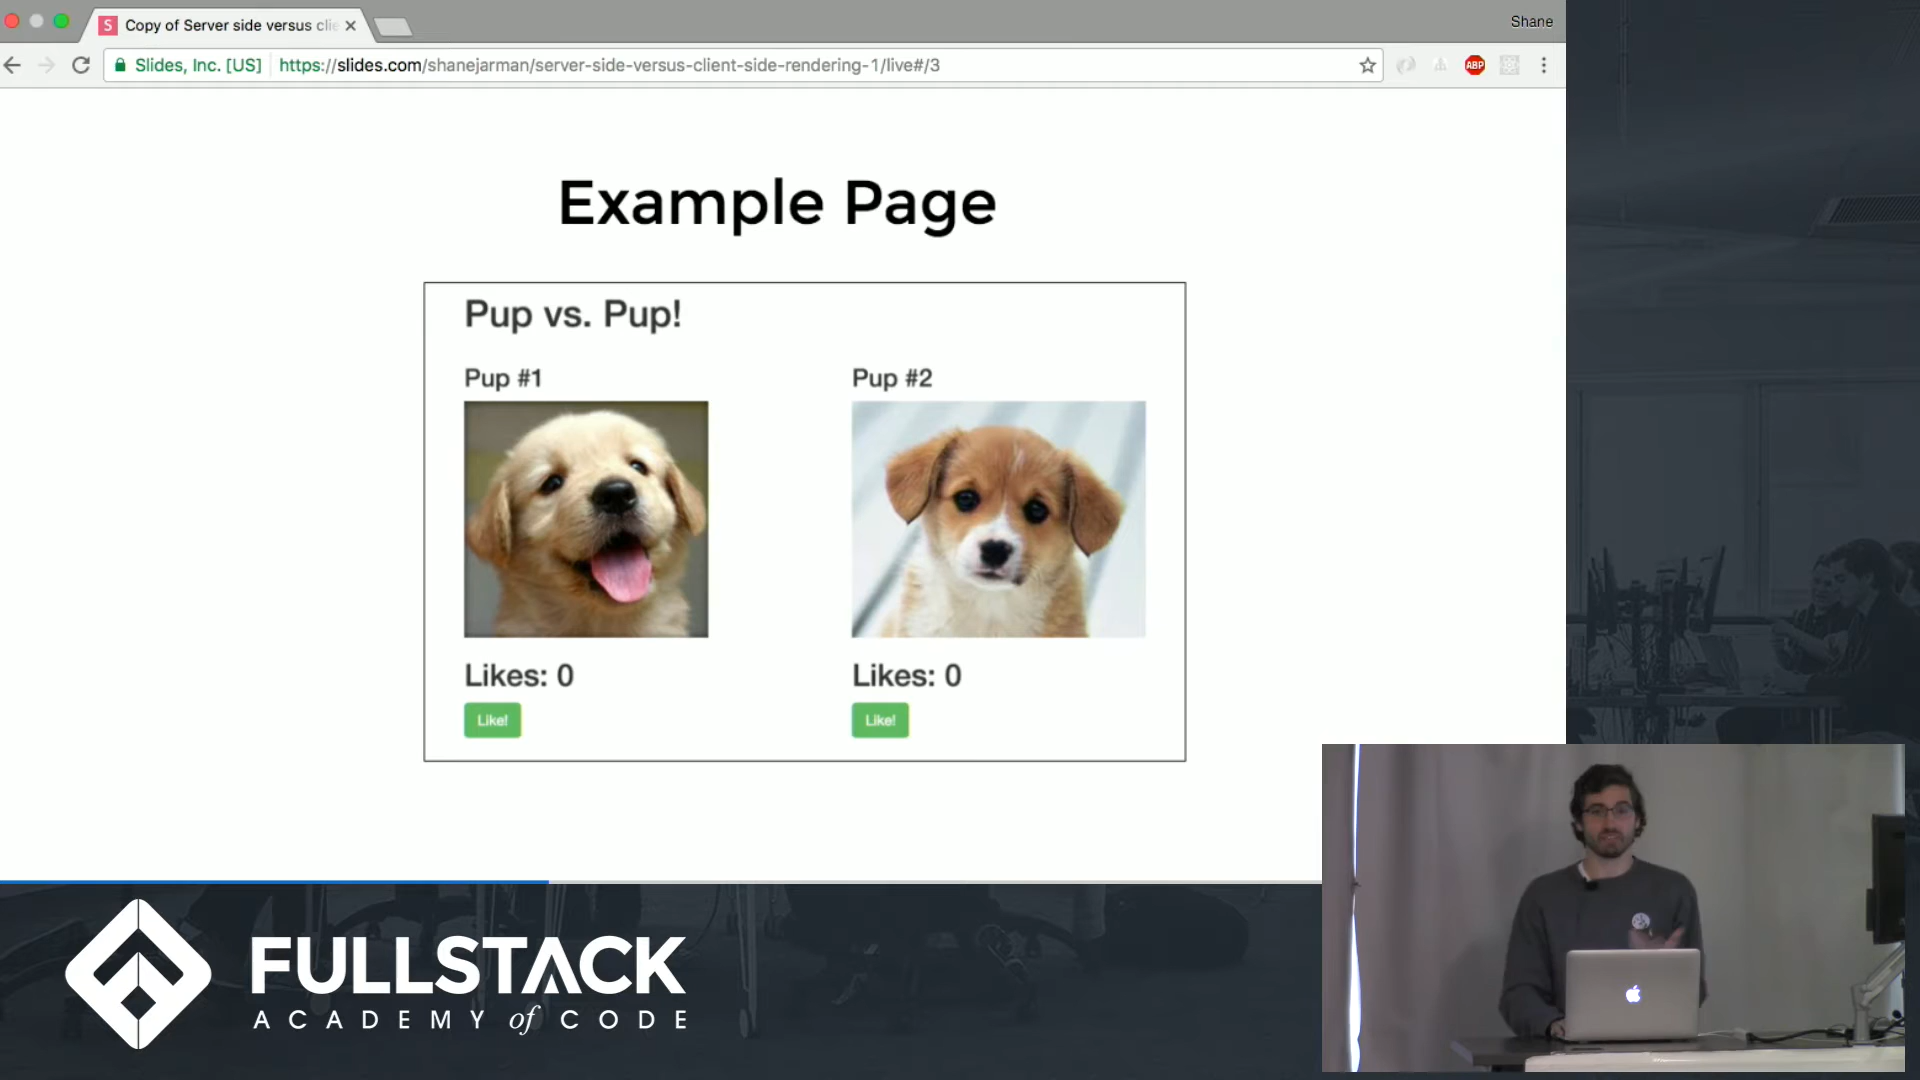 S Copy of Server side versus clie
Shane
Slides, Inc. [US] https://slides.com/shanejarman/server-side-versus-client-side-rendering-1/live#/3
ABP
Example Page
Pup vs. Pup!
Pup #1
Pup #2
Likes: 0
Likes: 0
Like!
Like!
FULLSTACK
ACADEMY of CODE